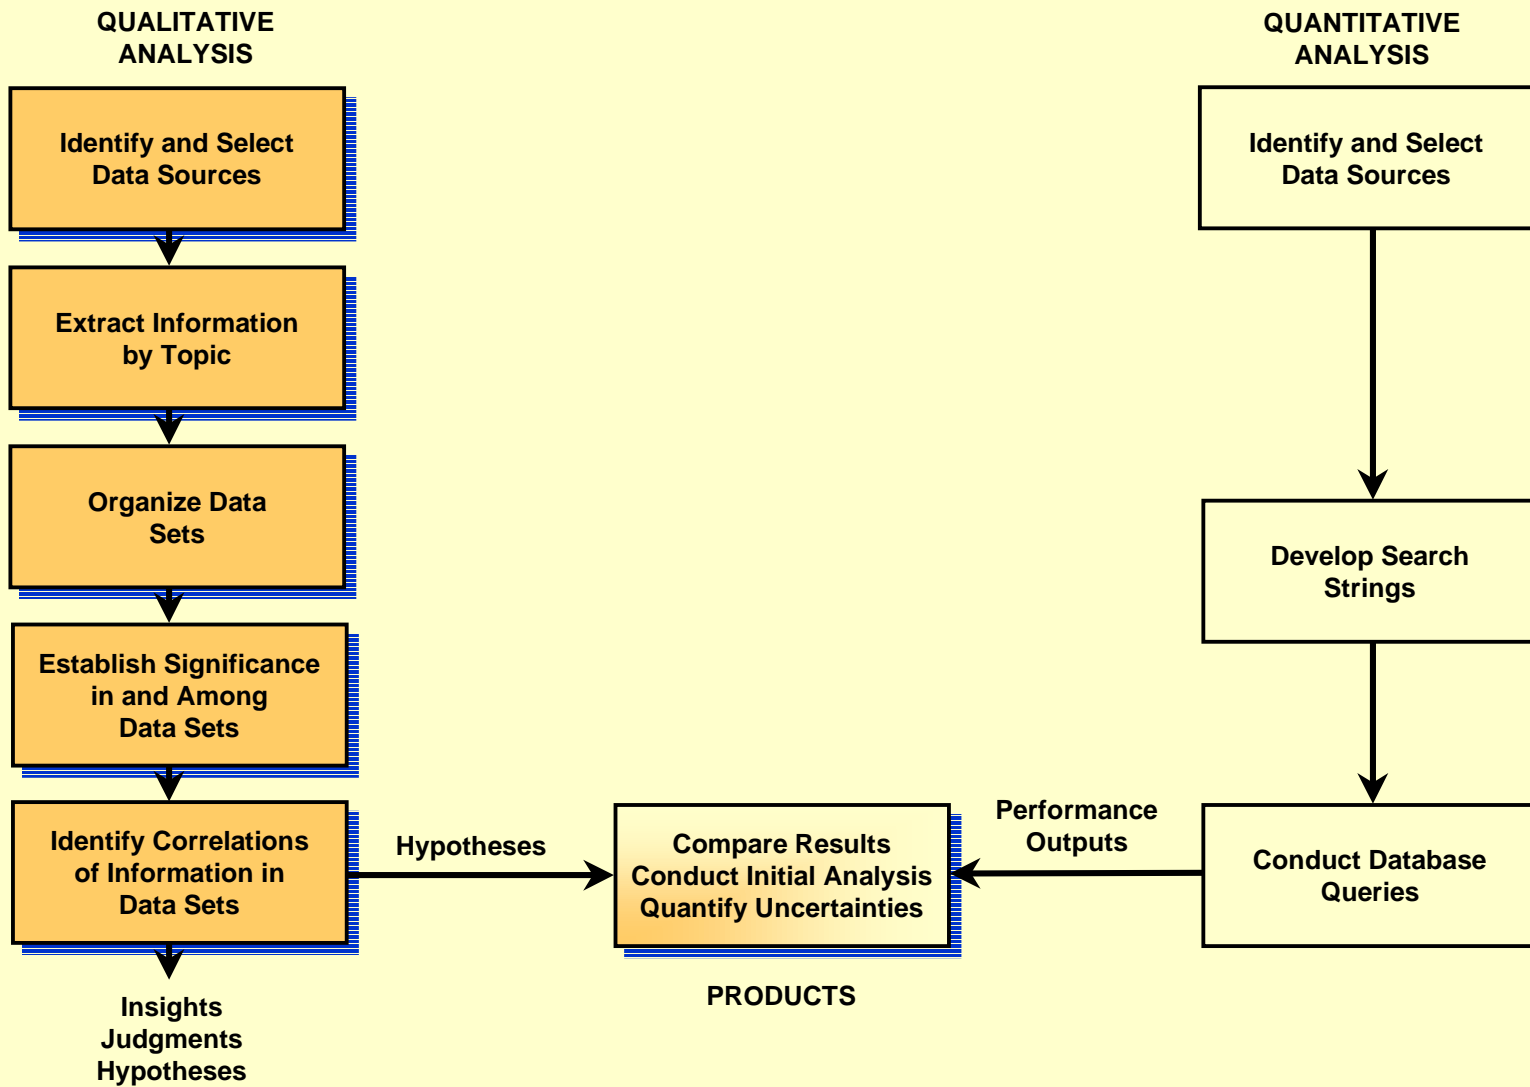 QUALITATIVE
ANALYSIS
Identify and Select
Data Sources
Extract Information
by Topic
Organize Data
Sets
Establish Significance
in and Among
Data Sets
Identify Correlations
of Information in
Data Sets
Insights
Judgments
Hypotheses
Hypotheses
Compare Results
Conduct Initial Analysis
Quantify Uncertainties
PRODUCTS
Performance
Outputs
QUANTITATIVE
ANALYSIS
Identify and Select
Data Sources
Develop Search
Strings
Conduct Database
Queries